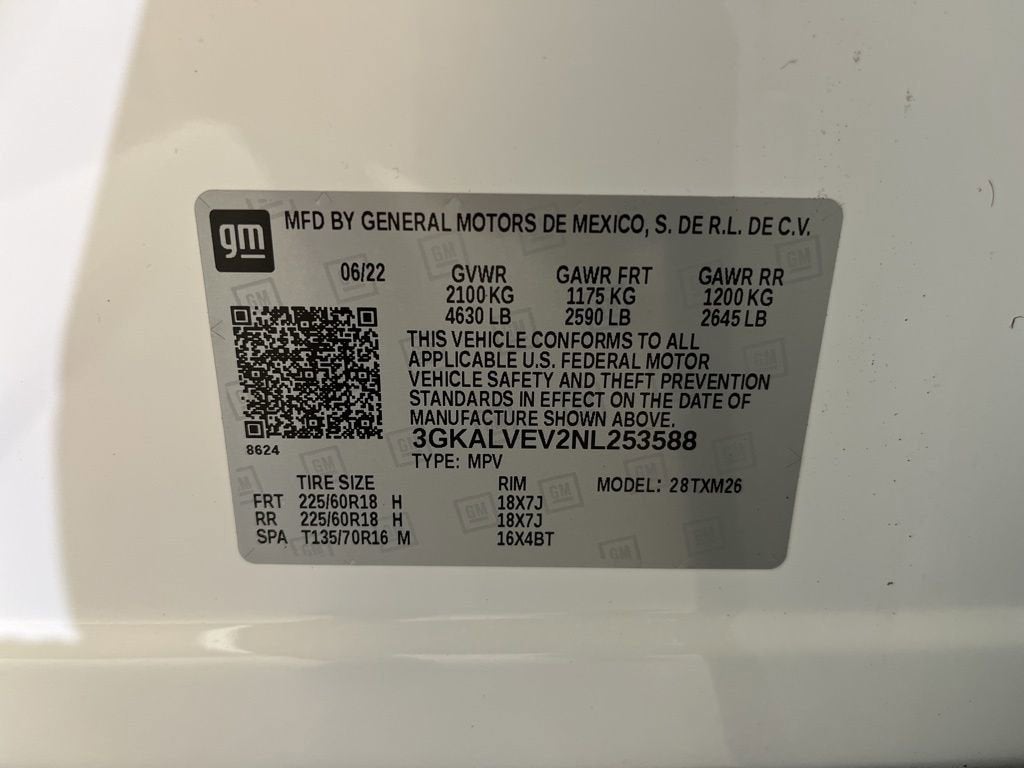 gm
MFD BY GENERAL MOTORS DE MEXICO, S. DE R.L. DE C.V.
06/22 GVWR GAWR FRT GAWR RR
2100 KG 1175 KG 1200 KG
4630 LB 2590 LB 2645 LB
THIS VEHICLE CONFORMS TO ALL
APPLICABLE U.S. FEDERAL MOTOR
VEHICLE SAFETY AND THEFT PREVENTION
STANDARDS IN EFFECT ON THE DATE OF
MANUFACTURE SHOWN ABOVE.
3GKALVEV2NL253588
8624
TYPE: MPV
TIRE SIZE RIM MODEL: 28TXM26
FRT 225/60R18 H 18X7J
RR 225/60R18 H 18X7J
SPA T135/70R16 M 16X4BT